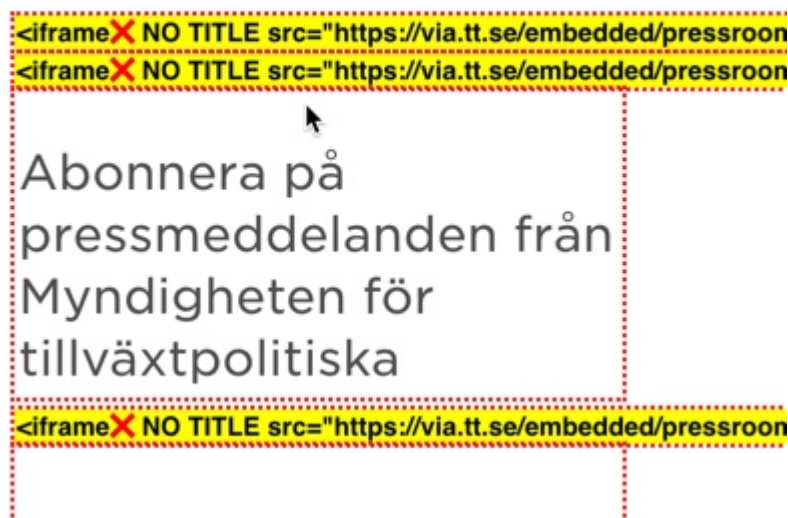 <iframe❌ NO TITLE src="https://via.tt.se/embedded/pressroom
<iframe❌ NO TITLE src="https://via.tt.se/embedded/pressroom
Abonnera på
pressmeddelanden från
Myndigheten för
tillväxtpolitiska
<iframe❌ NO TITLE src="https://via.tt.se/embedded/pressroom